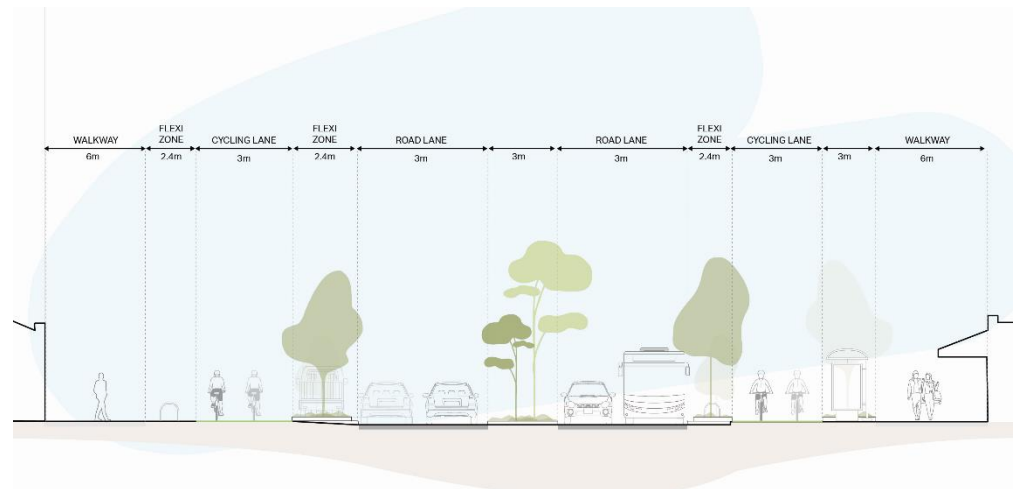 WALKWAY
6m
FLEXI
ZONE
2.4m
CYCLING LANE
3m
FLEXI
ZONE
2.4m
ROAD LANE
3m
3m
ROAD LANE
3m
FLEXI
ZONE
2.4m
CYCLING LANE
3m
3m
WALKWAY
6m